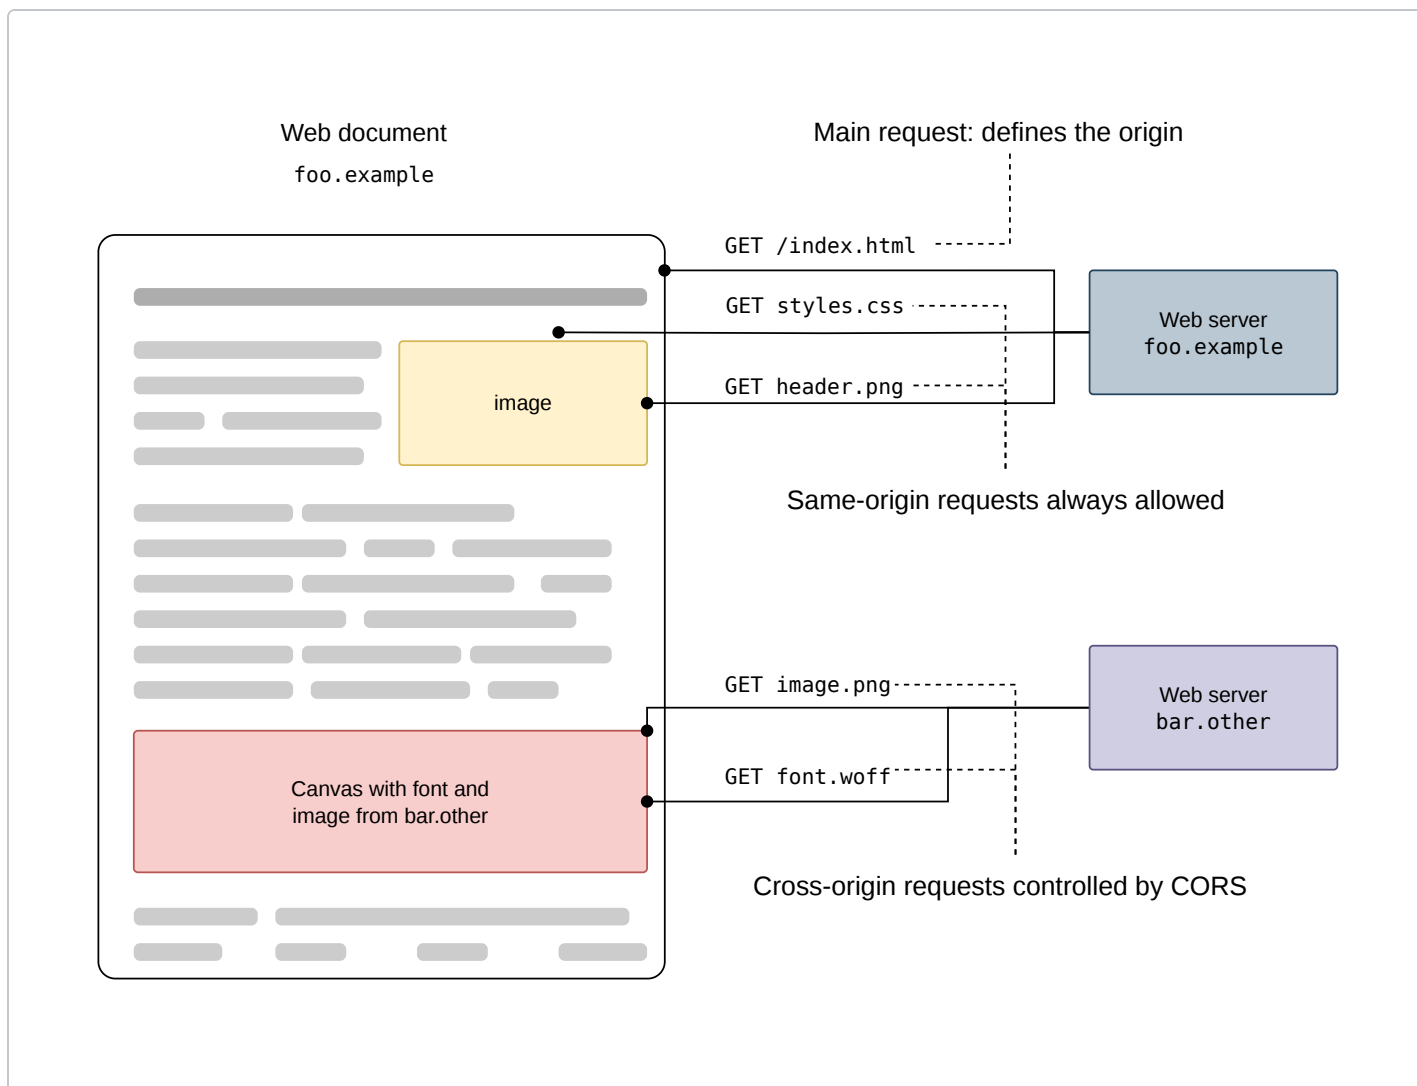 Web document
foo.example
Main request: defines the origin
GET /index.html
GET styles.css
Web server
foo.example
image
GET header.png
Same-origin requests always allowed
GET image.png
Web server
bar.other
GET font.woff
Canvas with font and
image from bar.other
Cross-origin requests controlled by CORS